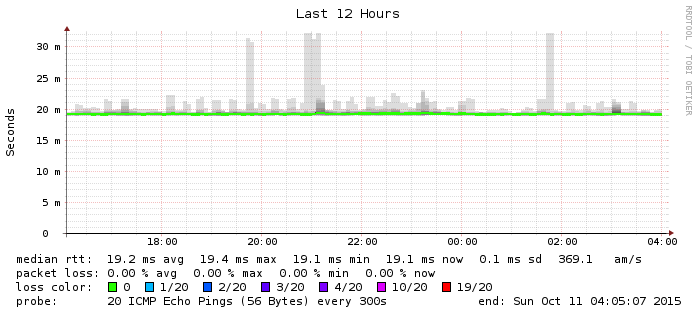 Last 12 Hours
RRDTOOL / TOBI OETIKER
Seconds
30 m
25 m
20 m
15 m
10 m
5 m
0
18:00 20:00 22:00 00:00 02:00 04:00
median rtt: 19.2 ms avg 19.4 ms max 19.1 ms min 19.1 ms now 0.1 ms sd 369.1 am/s
packet loss: 0.00 % avg 0.00 % max 0.00 % min 0.00 % now
loss color: 0 1/20 2/20 3/20 4/20 10/20 19/20
probe: 20 ICMP Echo Pings (56 Bytes) every 300s end: Sun Oct 11 04:05:07 2015